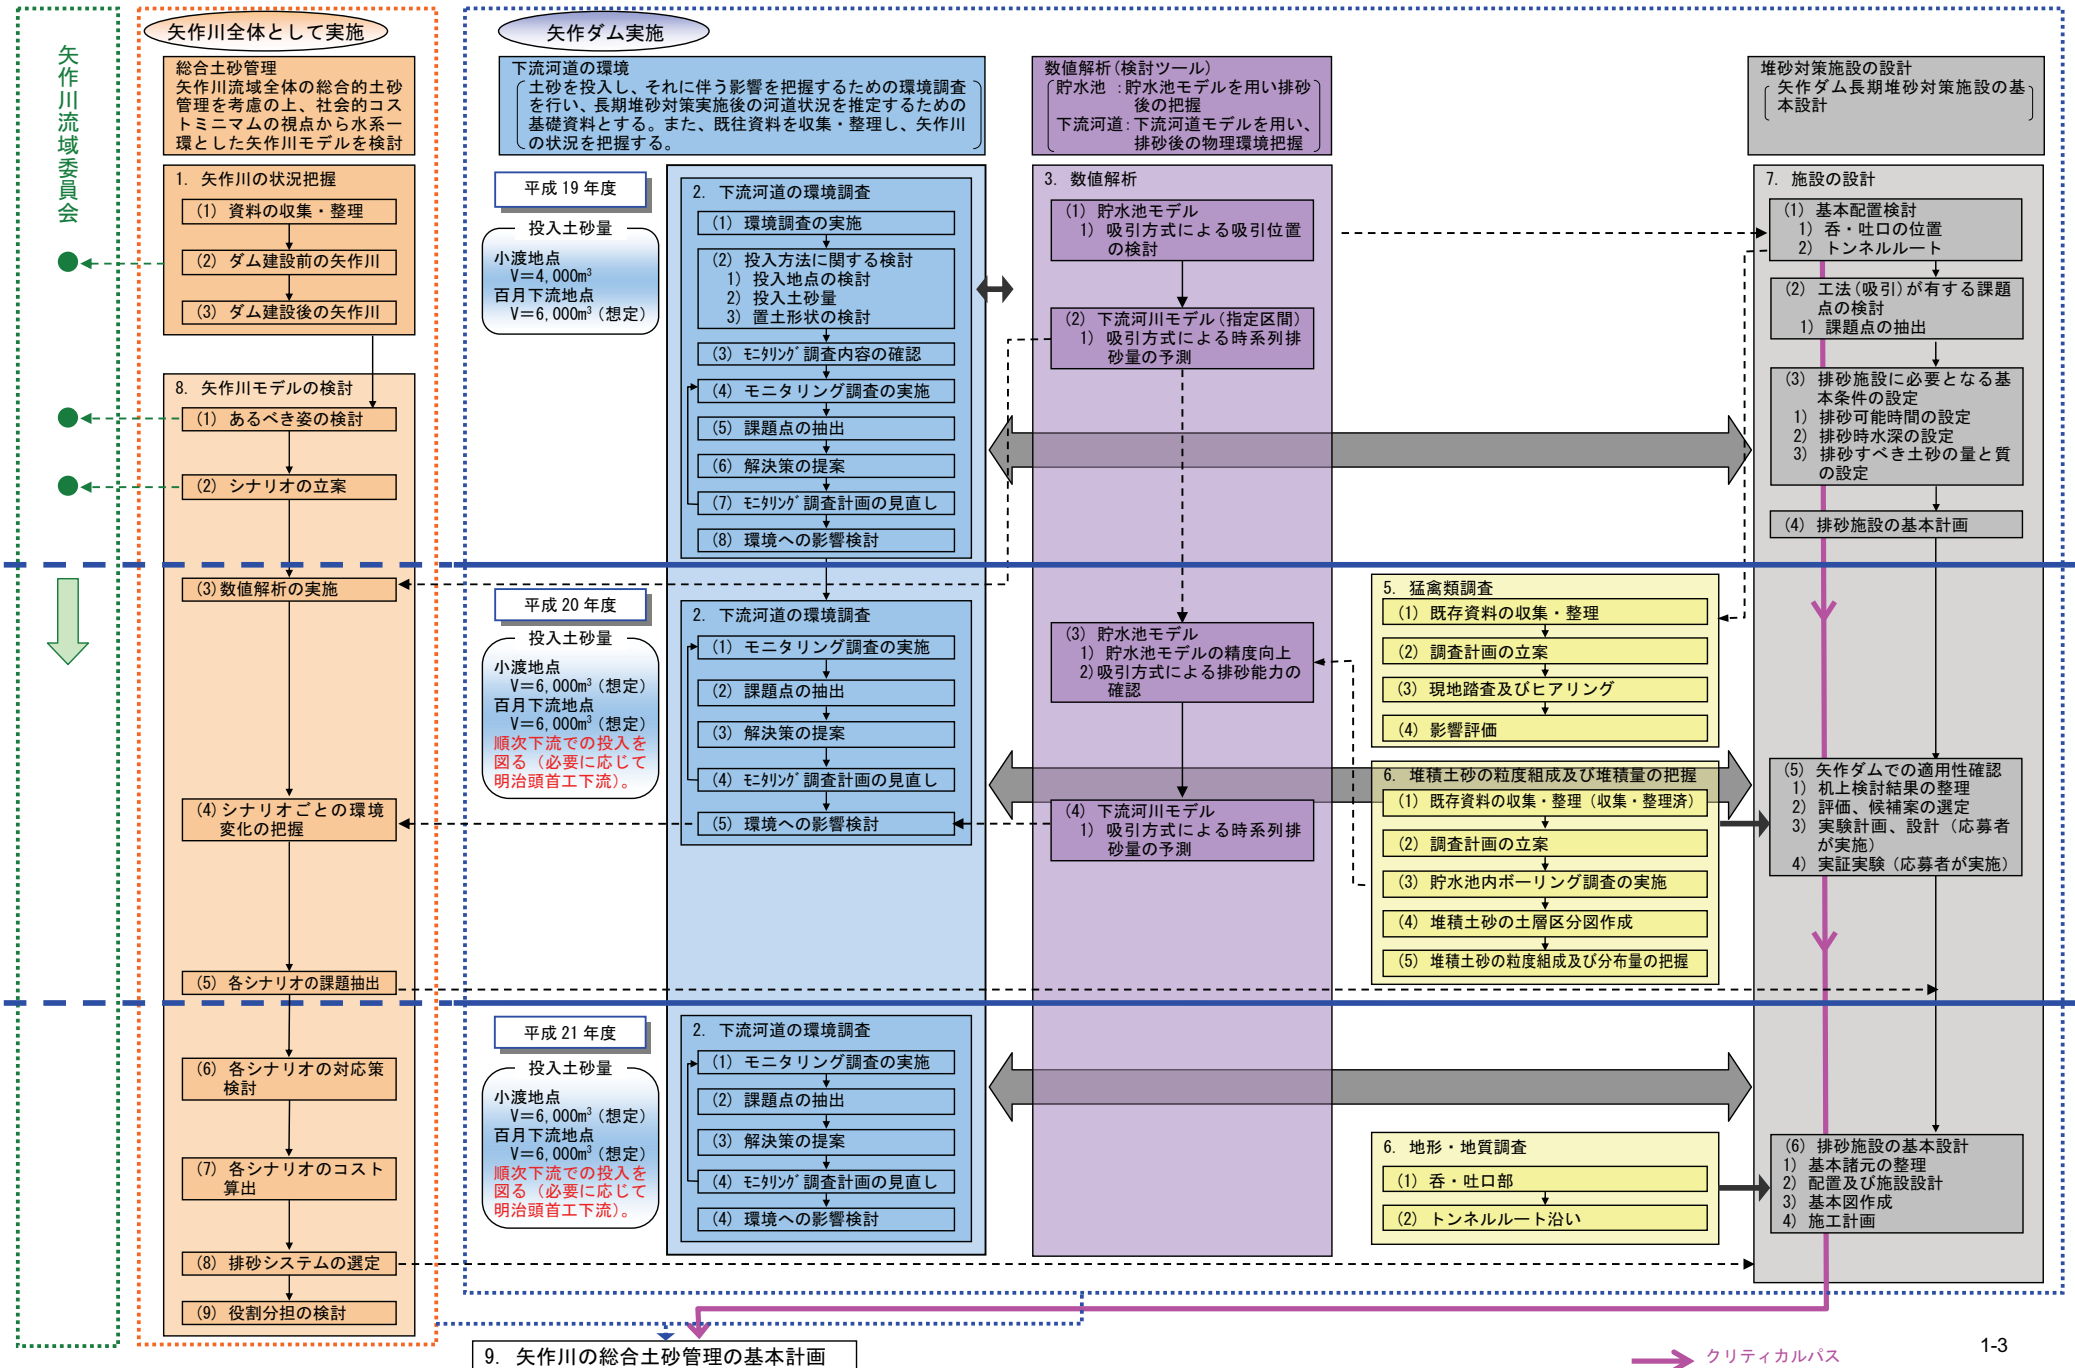 矢作川流域委員会
矢作川全体として実施
総合土砂管理
矢作川流域全体の総合的土砂
管理を考慮の上、社会的コス
トミニマムの視点から水系一
環とした矢作川モデルを検討
1. 矢作川の状況把握
(1) 資料の収集・整理
(2) ダム建設前の矢作川
(3) ダム建設後の矢作川
8. 矢作川モデルの検討
(1) あるべき姿の検討
(2) シナリオの立案
(3)数値解析の実施
(4)シナリオごとの環境
変化の把握
(5) 各シナリオの課題抽出
(6) 各シナリオの対応策
検討
(7) 各シナリオのコスト
算出
(8) 排砂システムの選定
(9) 役割分担の検討
矢作ダム実施
下流河道の環境
土砂を投入し、それに伴う影響を把握するための環境調査
を行い、長期堆砂対策実施後の河道状況を推定するための
基礎資料とする。また、既往資料を収集・整理し、矢作川
の状況を把握する。
平成 19 年度
投入土砂量
小渡地点
V=4,000m³
百月下流地点
V=6,000m³(想定)
2. 下流河道の環境調査
(1) 環境調査の実施
(2) 投入方法に関する検討
1) 投入地点の検討
2) 投入土砂量
3) 置土形状の検討
(3) ﾓﾆﾀﾘﾝｸﾞ調査内容の確認
(4) モニタリング調査の実施
(5) 課題点の抽出
(6) 解決策の提案
(7) ﾓﾆﾀﾘﾝｸﾞ調査計画の見直し
(8) 環境への影響検討
平成 20 年度
投入土砂量
小渡地点
V=6,000m³(想定)
百月下流地点
V=6,000m³(想定)
順次下流での投入を
図る(必要に応じて
明治頭首工下流)。
2. 下流河道の環境調査
(1) モニタリング調査の実施
(2) 課題点の抽出
(3) 解決策の提案
(4) ﾓﾆﾀﾘﾝｸﾞ調査計画の見直し
(5) 環境への影響検討
平成 21 年度
投入土砂量
小渡地点
V=6,000m³(想定)
百月下流地点
V=6,000m³(想定)
順次下流での投入を
図る(必要に応じて
明治頭首工下流)。
2. 下流河道の環境調査
(1) モニタリング調査の実施
(2) 課題点の抽出
(3) 解決策の提案
(4) ﾓﾆﾀﾘﾝｸﾞ調査計画の見直し
(4) 環境への影響検討
数値解析(検討ツール)
貯水池 :貯水池モデルを用い排砂
後の把握
下流河道:下流河道モデルを用い、
排砂後の物理環境把握
3. 数値解析
(1) 貯水池モデル
1) 吸引方式による吸引位置
の検討
(2) 下流河川モデル(指定区間)
1) 吸引方式による時系列排
砂量の予測
(3) 貯水池モデル
1) 貯水池モデルの精度向上
2)吸引方式による排砂能力の
確認
(4) 下流河川モデル
1) 吸引方式による時系列排
砂量の予測
5. 猛禽類調査
(1) 既存資料の収集・整理
(2) 調査計画の立案
(3) 現地踏査及びヒアリング
(4) 影響評価
6. 堆積土砂の粒度組成及び堆積量の把握
(1) 既存資料の収集・整理(収集・整理済)
(2) 調査計画の立案
(3) 貯水池内ボーリング調査の実施
(4) 堆積土砂の土層区分図作成
(5) 堆積土砂の粒度組成及び分布量の把握
6. 地形・地質調査
(1) 呑・吐口部
(2) トンネルルート沿い
堆砂対策施設の設計
矢作ダム長期堆砂対策施設の基
本設計
7. 施設の設計
(1) 基本配置検討
1) 呑・吐口の位置
2) トンネルルート
(2) 工法(吸引)が有する課題
点の検討
1) 課題点の抽出
(3) 排砂施設に必要となる基
本条件の設定
1) 排砂可能時間の設定
2) 排砂時水深の設定
3) 排砂すべき土砂の量と質
の設定
(4) 排砂施設の基本計画
(5) 矢作ダムでの適用性確認
1) 机上検討結果の整理
2) 評価、候補案の選定
3) 実験計画、設計(応募者
が実施)
4) 実証実験(応募者が実施)
(6) 排砂施設の基本設計
1) 基本諸元の整理
2) 配置及び施設設計
3) 基本図作成
4) 施工計画
9. 矢作川の総合土砂管理の基本計画
クリティカルパス
1-3